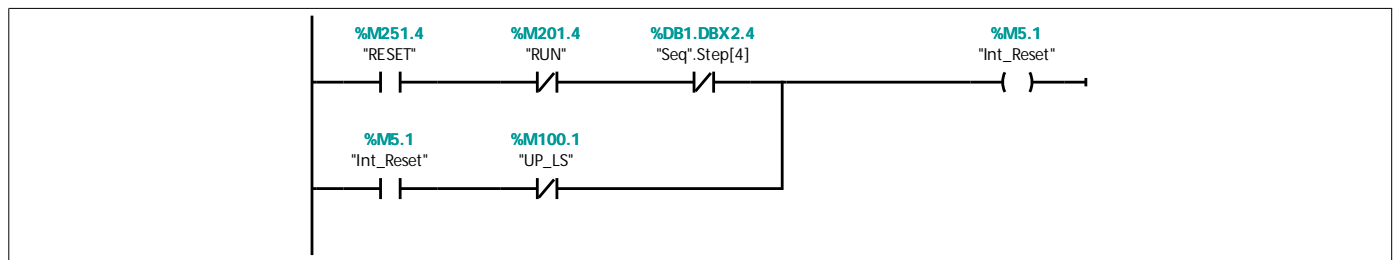 %M251.4 %M201.4 %DB1.DBX2.4 %M5.1
"RESET" "RUN" "Seq".Step[4] "Int_Reset"
%M5.1 %M100.1
"Int_Reset" "UP_LS"